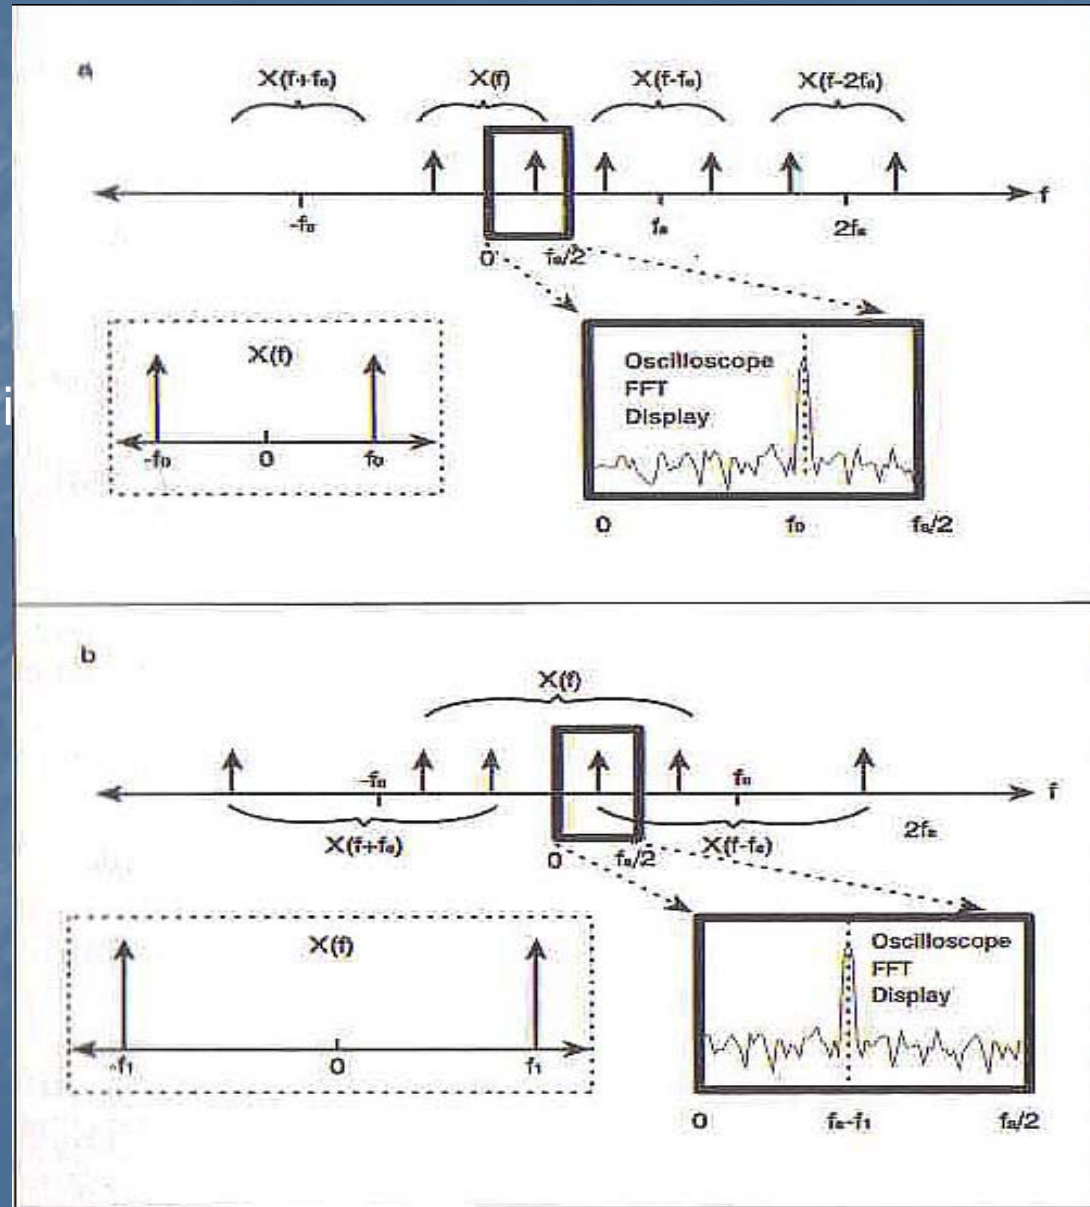 a
X(f+fs) X(f) X(f-fs) X(f-2fs)
f
-fs fs 2fs
0 fs/2
X(f)
-f0 0 f0
Oscilloscope
FFT
Display
0 f0 fs/2
i
b
X(f)
-fs fs f
X(f+fs) X(f-fs) 2fs
0 fs/2
X(f)
-f1 0 f1
Oscilloscope
FFT
Display
0 fs-f1 fs/2